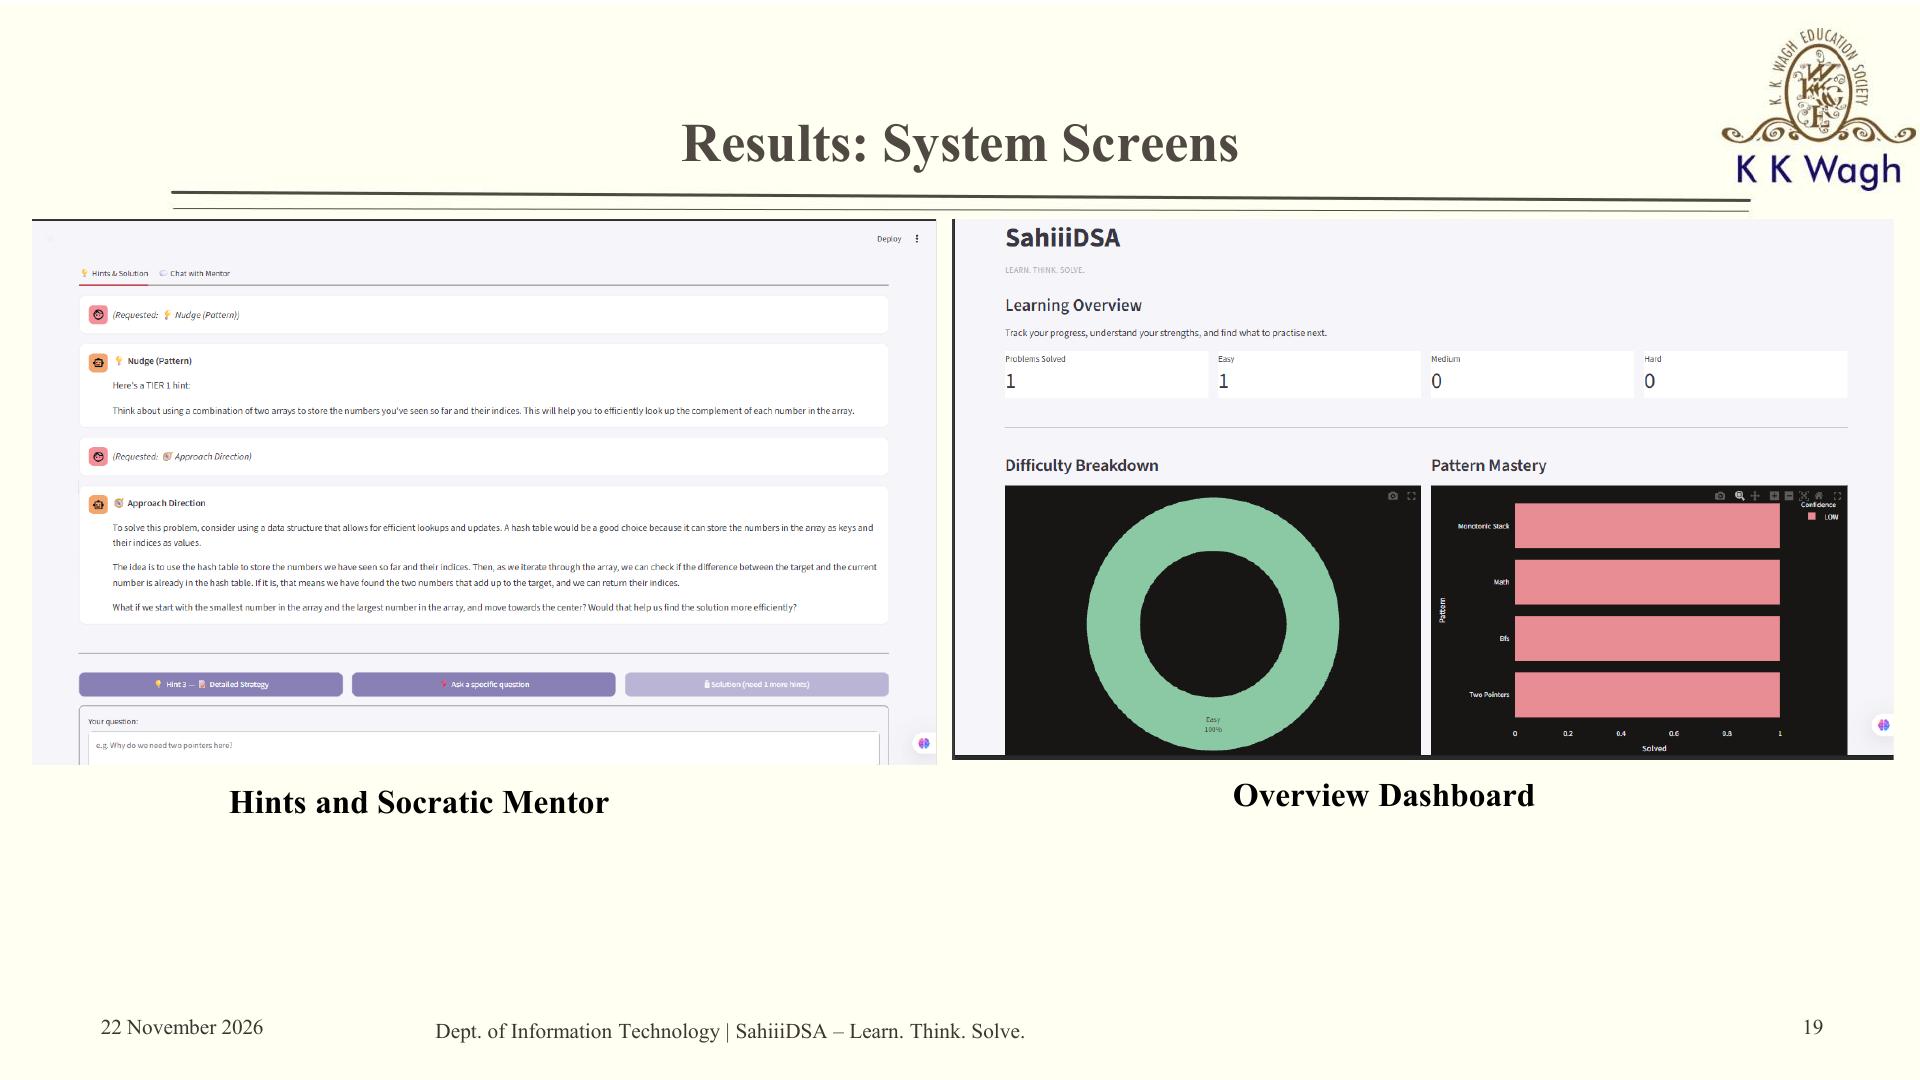 K. K. WAGH EDUCATION SOCIETY
K K Wagh
Results: System Screens
Deploy
Hints & Solution
Chat with Mentor
(Requested: 💡 Nudge (Pattern))
💡 Nudge (Pattern)
Here's a TIER 1 hint:
Think about using a combination of two arrays to store the numbers you've seen so far and their indices. This will help you to efficiently look up the complement of each number in the array.
(Requested: 🧭 Approach Direction)
🧭 Approach Direction
To solve this problem, consider using a data structure that allows for efficient lookups and updates. A hash table would be a good choice because it can store the numbers in the array as keys and
their indices as values.
The idea is to use the hash table to store the numbers we have seen so far and their indices. Then, as we iterate through the array, we can check if the difference between the target and the current
number is already in the hash table. If it is, that means we have found the two numbers that add up to the target, and we can return their indices.
What if we start with the smallest number in the array and the largest number in the array, and move towards the center? Would that help us find the solution more efficiently?
Hint 3 — 📝 Detailed Strategy
Ask a specific question
Solution (need 1 more hints)
Your question:
e.g. Why do we need two pointers here?
Hints and Socratic Mentor
SahiiiDSA
LEARN. THINK. SOLVE.
Learning Overview
Track your progress, understand your strengths, and find what to practise next.
Problems Solved
1
Easy
1
Medium
0
Hard
0
Difficulty Breakdown
Easy
100%
Pattern Mastery
Confidence
LOW
Pattern
Monotonic Stack
Math
Bfs
Two Pointers
0 0.2 0.4 0.6 0.8 1
Solved
Overview Dashboard
22 November 2026
Dept. of Information Technology | SahiiiDSA – Learn. Think. Solve.
19